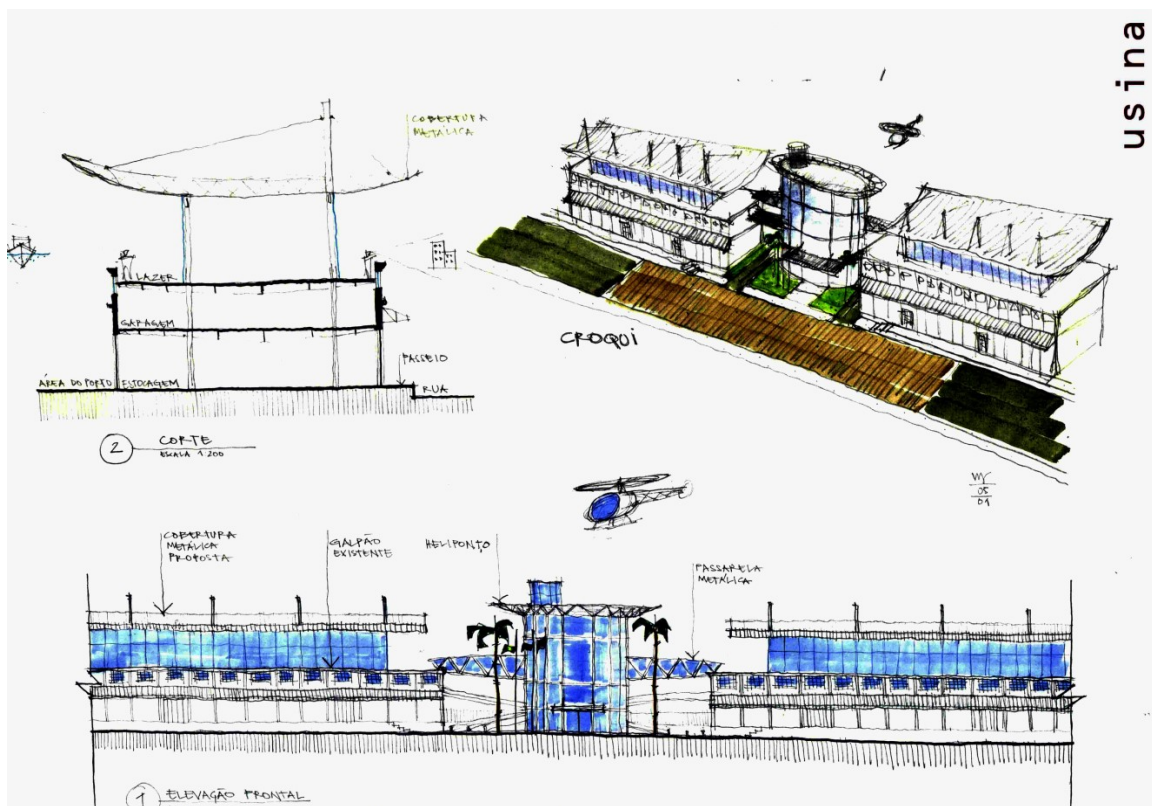 usina
COBERTURA
METÁLICA
LAZER
GARAGEM
PASSEIO
ÁREA DO PORTO
ESTOCAGEM
RUA
2
CORTE
ESCALA 1:200
CROQUI
05
01
COBERTURA
METÁLICA
PROPOSTA
GALPÃO
EXISTENTE
HELIPONTO
PASSARELA
METÁLICA
1
ELEVAÇÃO FRONTAL